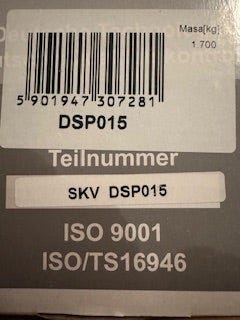 Masa[kg]
1.700
5 901947 307281
DSP015
Teilnummer
SKV DSP015
ISO 9001
ISO/TS16946